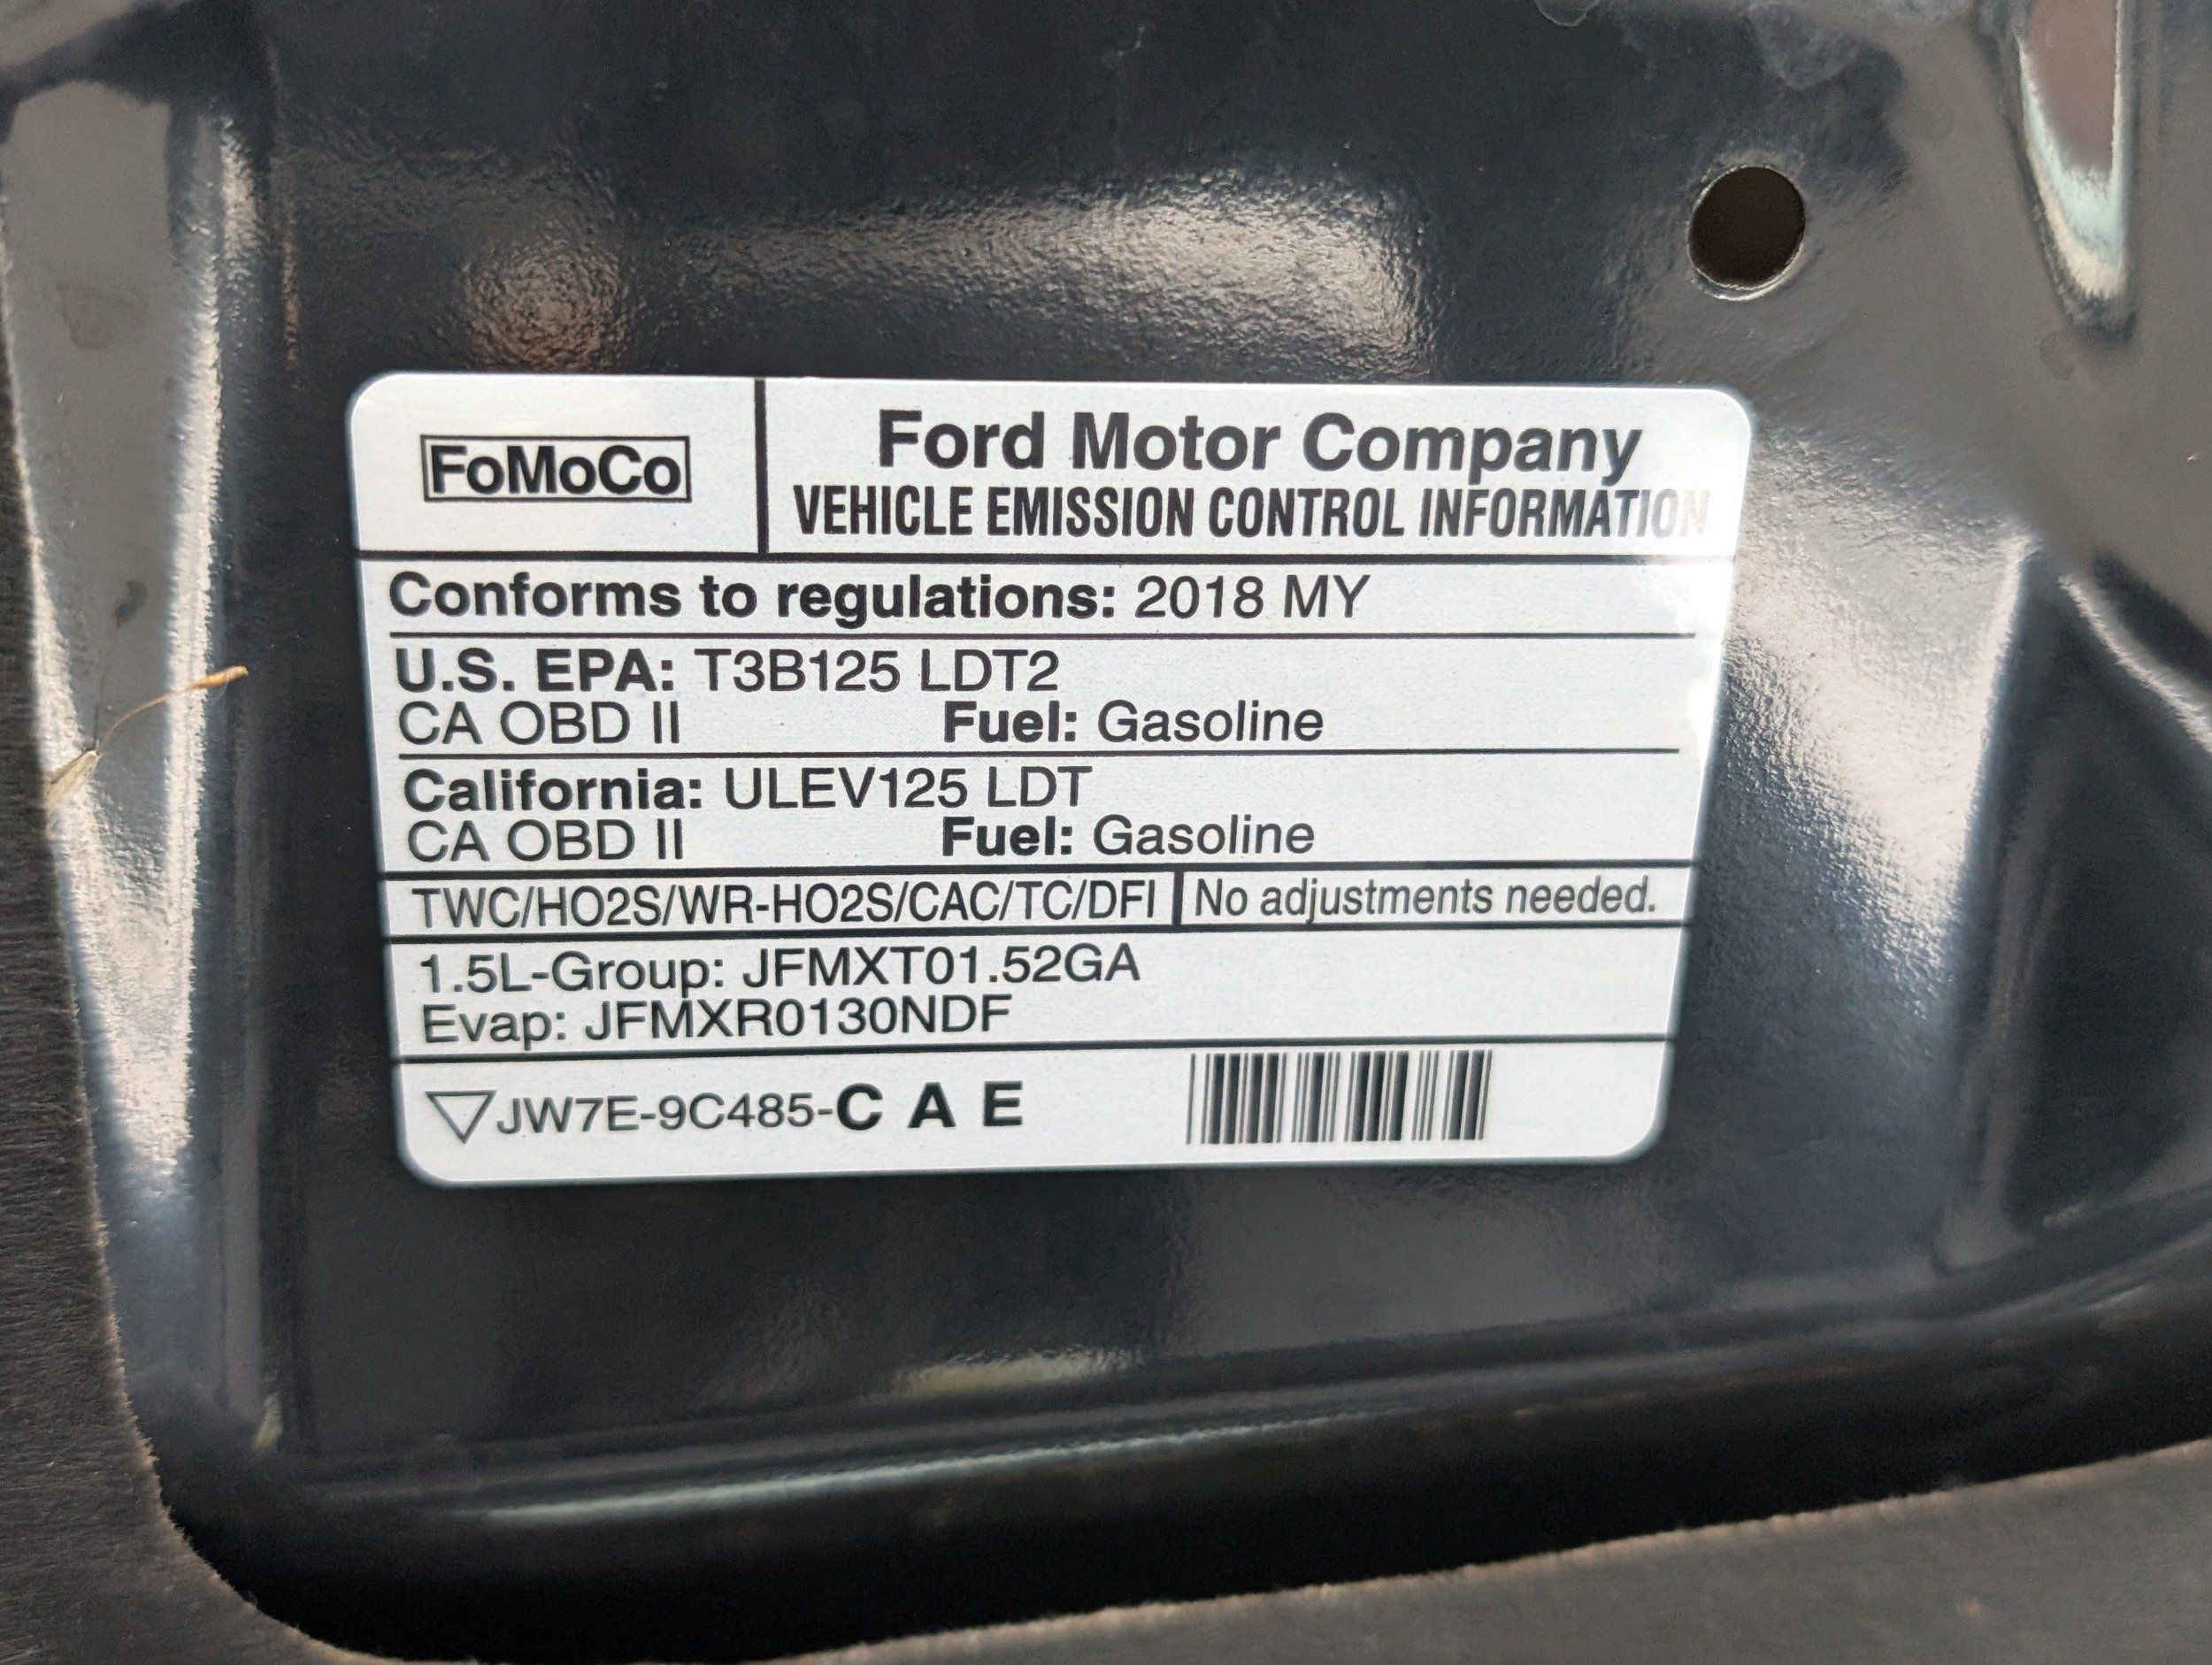 FoMoCo
Ford Motor Company
VEHICLE EMISSION CONTROL INFORMATION
Conforms to regulations: 2018 MY
U.S. EPA: T3B125 LDT2
CA OBD II Fuel: Gasoline
California: ULEV125 LDT
CA OBD II Fuel: Gasoline
TWC/HO2S/WR-HO2S/CAC/TC/DFI No adjustments needed.
1.5L-Group: JFMXT01.52GA
Evap: JFMXR0130NDF
JW7E-9C485-C A E